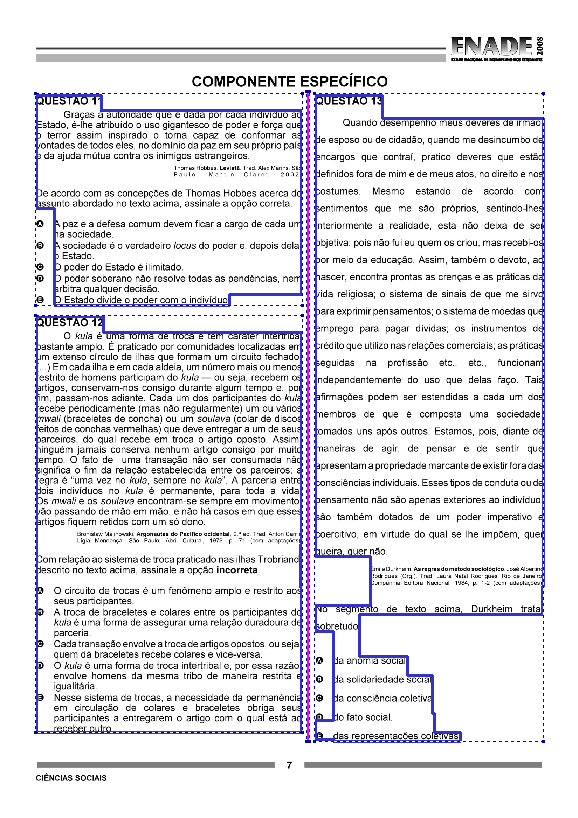 ENADE 2008
EXAME NACIONAL DE DESEMPENHO DOS ESTUDANTES
COMPONENTE ESPECÍFICO
QUESTÃO 11
Graças à autoridade que é dada por cada indivíduo ao
Estado, é-lhe atribuído o uso gigantesco de poder e força que
o terror assim inspirado o torna capaz de conformar as
vontades de todos eles, no domínio da paz em seu próprio país
e da ajuda mútua contra os inimigos estrangeiros.
Thomas Hobbes. Leviatã. Trad. Alex Marins. São
Paulo: Martin Claret, 2002.
De acordo com as concepções de Thomas Hobbes acerca do
assunto abordado no texto acima, assinale a opção correta.
A A paz e a defesa comum devem ficar a cargo de cada um
na sociedade.
B A sociedade é o verdadeiro locus do poder e, depois dela,
o Estado.
C O poder do Estado é ilimitado.
D O poder soberano não resolve todas as pendências, nem
arbitra qualquer decisão.
E O Estado divide o poder com o indivíduo.
QUESTÃO 12
O kula é uma forma de troca e tem caráter intertribal
bastante amplo. É praticado por comunidades localizadas em
um extenso círculo de ilhas que formam um circuito fechado.
(...) Em cada ilha e em cada aldeia, um número mais ou menos
restrito de homens participam do kula — ou seja, recebem os
artigos, conservam-nos consigo durante algum tempo e, por
fim, passam-nos adiante. Cada um dos participantes do kula
recebe periodicamente (mas não regularmente) um ou vários
mwali (braceletes de concha) ou um soulava (colar de discos
feitos de conchas vermelhas) que deve entregar a um de seus
parceiros, do qual recebe em troca o artigo oposto. Assim,
ninguém jamais conserva nenhum artigo consigo por muito
tempo. O fato de uma transação não ser consumada não
significa o fim da relação estabelecida entre os parceiros; a
regra é "uma vez no kula, sempre no kula". A parceria entre
dois indivíduos no kula é permanente, para toda a vida.
Os mwali e os soulava encontram-se sempre em movimento,
vão passando de mão em mão, e não há casos em que esses
artigos fiquem retidos com um só dono.
Bronislaw Malinowski. Argonautas do Pacífico ocidental. 2.ª ed. Trad. Anton Carr e
Lígia Mendonça. São Paulo: Abril Cultural, 1978, p. 71 (com adaptações).
Com relação ao sistema de troca praticado nas ilhas Trobriand,
descrito no texto acima, assinale a opção incorreta.
A O circuito de trocas é um fenômeno amplo e restrito aos
seus participantes.
B A troca de braceletes e colares entre os participantes do
kula é uma forma de assegurar uma relação duradoura de
parceria.
C Cada transação envolve a troca de artigos opostos, ou seja,
quem dá braceletes recebe colares e vice-versa.
D O kula é uma forma de troca intertribal e, por essa razão,
envolve homens da mesma tribo de maneira restrita e
igualitária.
E Nesse sistema de trocas, a necessidade da permanência
em circulação de colares e braceletes obriga seus
participantes a entregarem o artigo com o qual está ao
receber outro.
QUESTÃO 13
Quando desempenho meus deveres de irmão,
de esposo ou de cidadão, quando me desincumbo de
encargos que contraí, pratico deveres que estão
definidos fora de mim e de meus atos, no direito e nos
costumes. Mesmo estando de acordo com
sentimentos que me são próprios, sentindo-lhes
interiormente a realidade, esta não deixa de ser
objetiva; pois não fui eu quem os criou, mas recebi-os
por meio da educação. Assim, também o devoto, ao
nascer, encontra prontas as crenças e as práticas da
vida religiosa; o sistema de sinais de que me sirvo
para exprimir pensamentos; o sistema de moedas que
emprego para pagar dívidas; os instrumentos de
crédito que utilizo nas relações comerciais; as práticas
seguidas na profissão etc., etc., funcionam
independentemente do uso que delas faço. Tais
afirmações podem ser estendidas a cada um dos
membros de que é composta uma sociedade,
tomados uns após outros. Estamos, pois, diante de
maneiras de agir, de pensar e de sentir que
apresentam a propriedade marcante de existir fora das
consciências individuais. Esses tipos de conduta ou de
pensamento não são apenas exteriores ao indivíduo,
são também dotados de um poder imperativo e
coercitivo, em virtude do qual se lhe impõem, quer
queira, quer não.
Émile Durkheim. As regras do método sociológico. José Albertino
Rodrigues (Org.). Trad. Laura Natal Rodrigues. Rio de Janeiro:
Companhia Editora Nacional, 1984, p. 1-2 (com adaptações).
No segmento de texto acima, Durkheim trata,
sobretudo,
A da anomia social.
B da solidariedade social.
C da consciência coletiva.
D do fato social.
E das representações coletivas.
7
CIÊNCIAS SOCIAIS